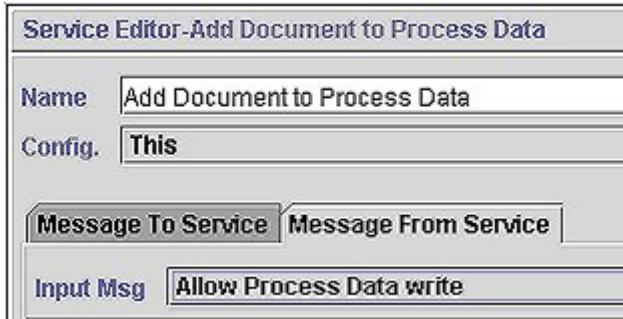 Service Editor-Add Document to Process Data
Name Add Document to Process Data
Config. This
Message To Service Message From Service
Input Msg Allow Process Data write